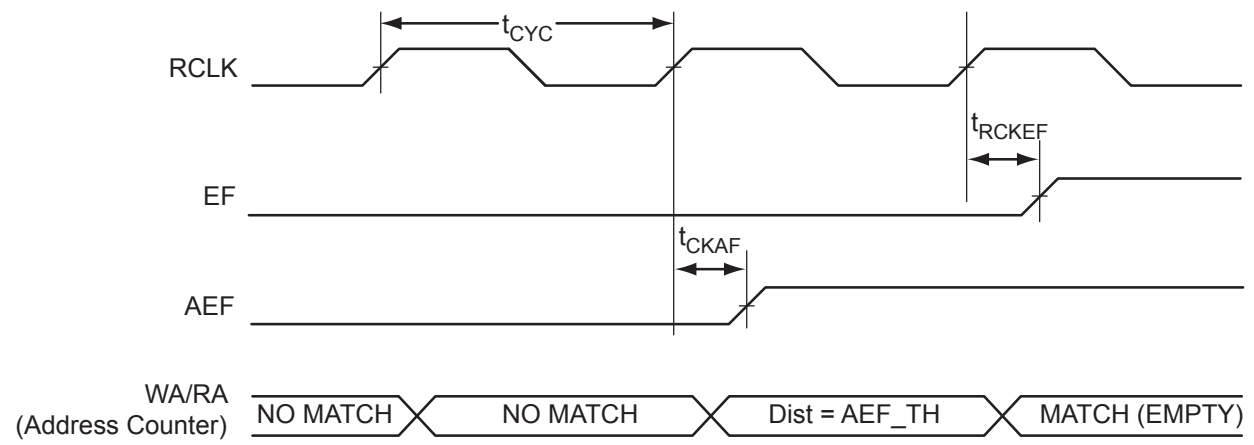 tCYC
RCLK
tRCKEF
EF
tCKAF
AEF
WA/RA
(Address Counter)
NO MATCH
NO MATCH
Dist = AEF_TH
MATCH (EMPTY)